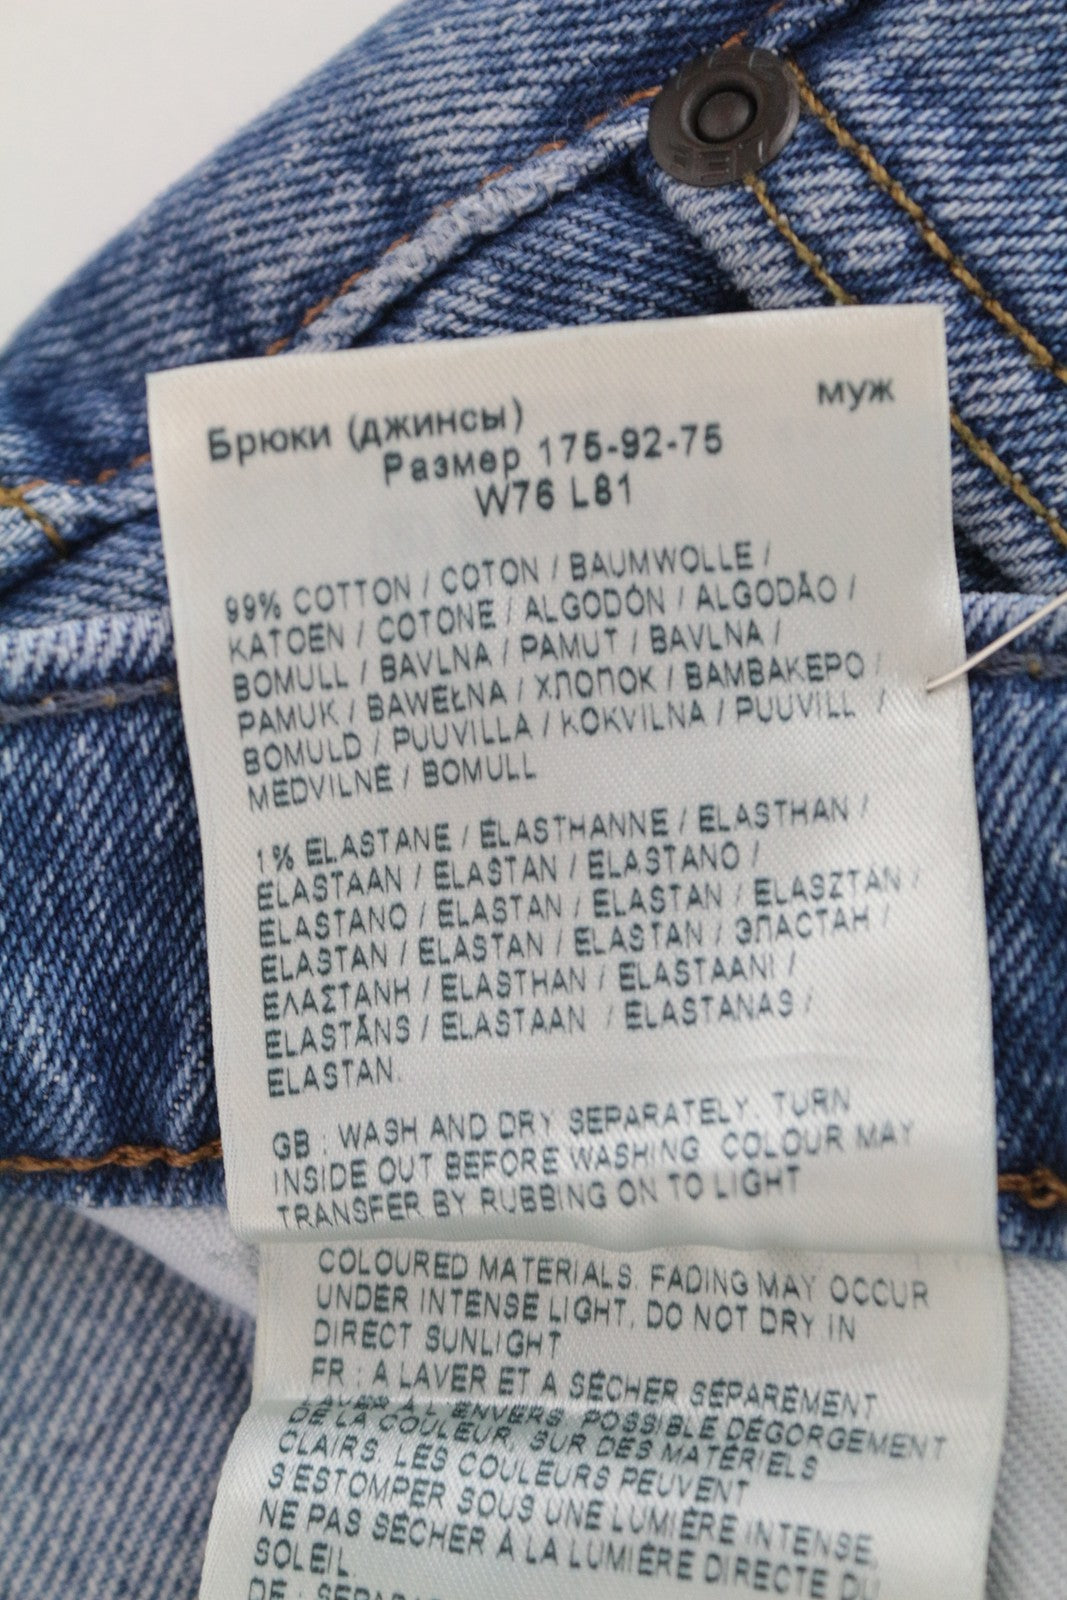 муж
Брюки (джинсы)
Размер 175-92-75
W76 L81
99% COTTON / COTON / BAUMWOLLE /
KATOEN / COTONE / ALGODÓN / ALGODÃO /
BOMULL / BAVLNA / PAMUT / BAVLNA /
PAMUK / BAWEŁNA / ХЛОПОК / ΒΑΜΒΑΚΕΡΟ /
BOMULD / PUUVILLA / KOKVILNA / PUUVILL /
MEDVILNĖ / BOMULL
1% ELASTANE / ÉLASTHANNE / ELASTHAN /
ELASTAAN / ELASTAN / ELASTANO /
ELASTANO / ELASTAN / ELASTAN / ELASZTÁN /
ELASTAN / ELASTAN / ELASTAN / ЭЛАСТАН /
ΕΛΑΣΤΑΝΗ / ELASTHAN / ELASTAANI /
ELASTĀNS / ELASTAAN / ELASTANAS /
ELASTAN.
GB : WASH AND DRY SEPARATELY. TURN
INSIDE OUT BEFORE WASHING. COLOUR MAY
TRANSFER BY RUBBING ON TO LIGHT
COLOURED MATERIALS. FADING MAY OCCUR
UNDER INTENSE LIGHT. DO NOT DRY IN
DIRECT SUNLIGHT
FR : A LAVER ET A SÉCHER SÉPARÉMENT
LAVER À L'ENVERS. POSSIBLE DÉGORGEMENT
DE LA COULEUR, SUR DES MATÉRIELS
CLAIRS. LES COULEURS PEUVENT
S'ESTOMPER SOUS UNE LUMIÈRE INTENSE.
NE PAS SÉCHER À LA LUMIÈRE DIRECTE DU
SOLEIL.